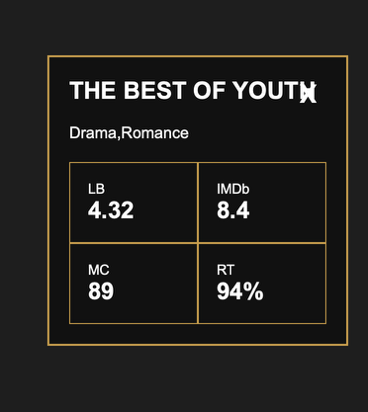 THE BEST OF YOUTH
X
Drama,Romance
LB
4.32
IMDb
8.4
MC
89
RT
94%